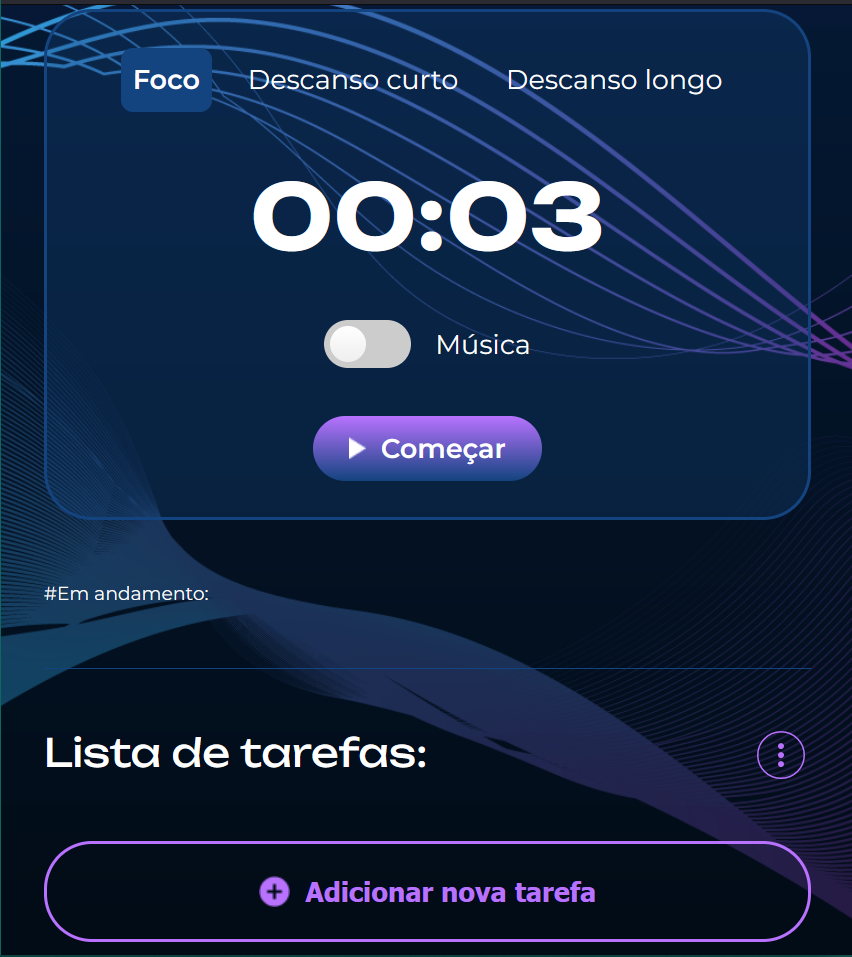 Foco Descanso curto Descanso longo
00:03
Música
Começar
#Em andamento:
Lista de tarefas:
Adicionar nova tarefa